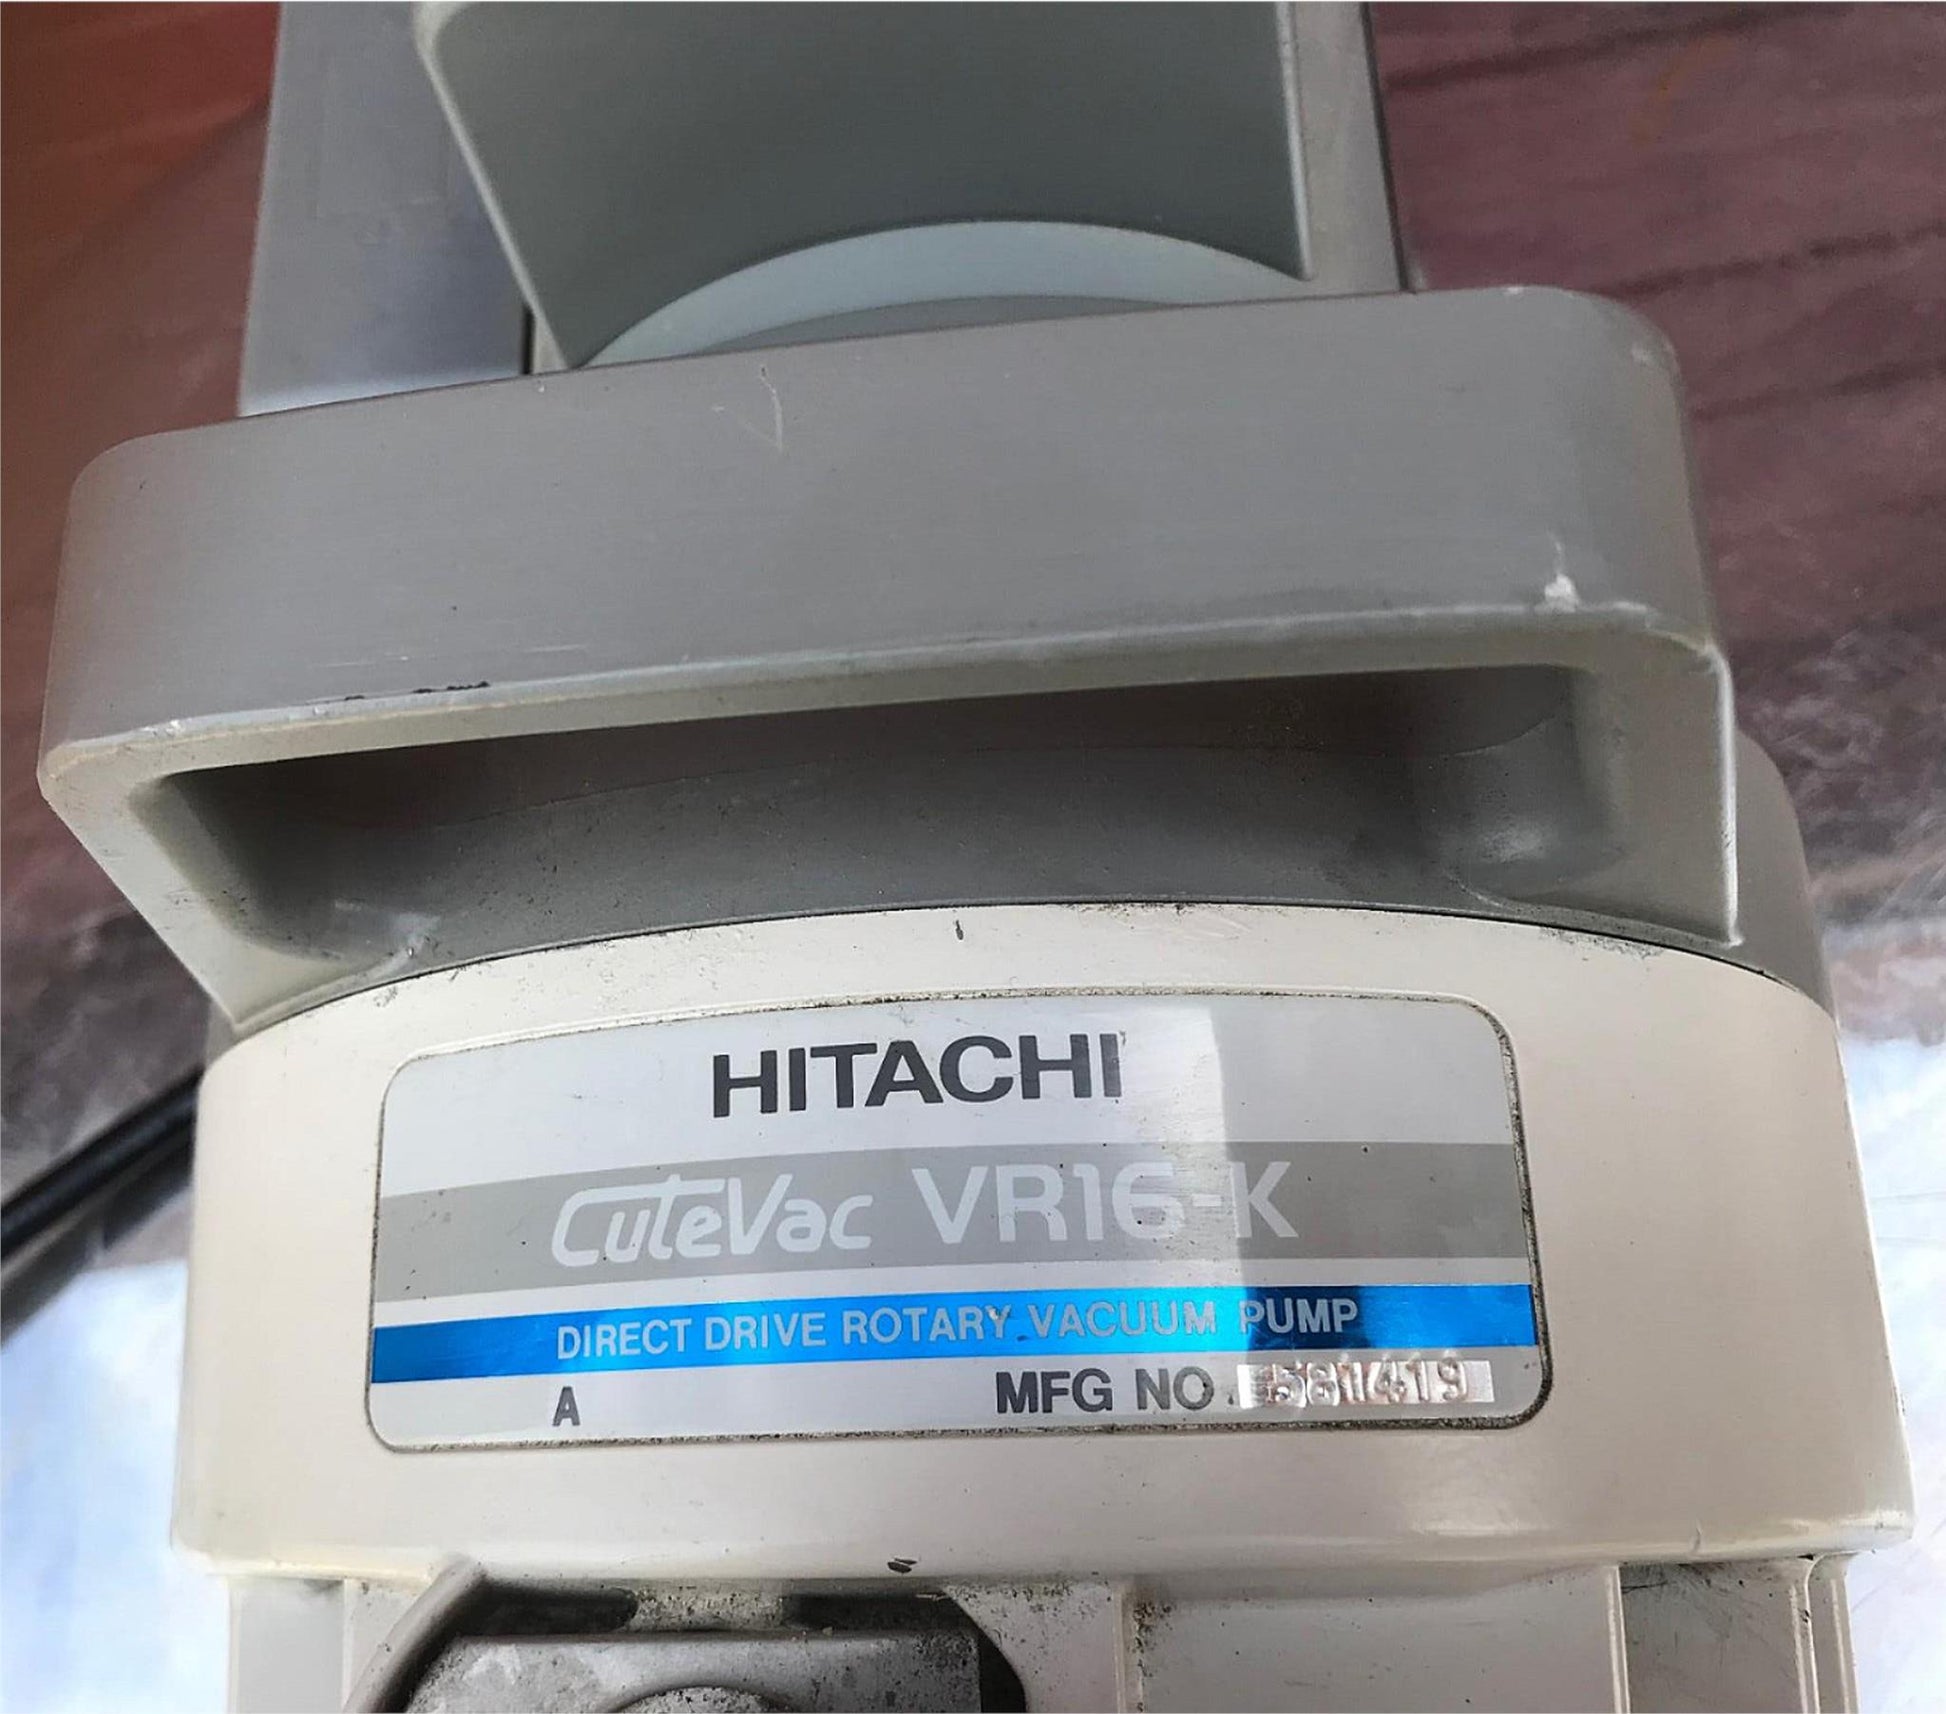 HITACHI
CuteVac VR16-K
DIRECT DRIVE ROTARY VACUUM PUMP
A MFG NO. 581419